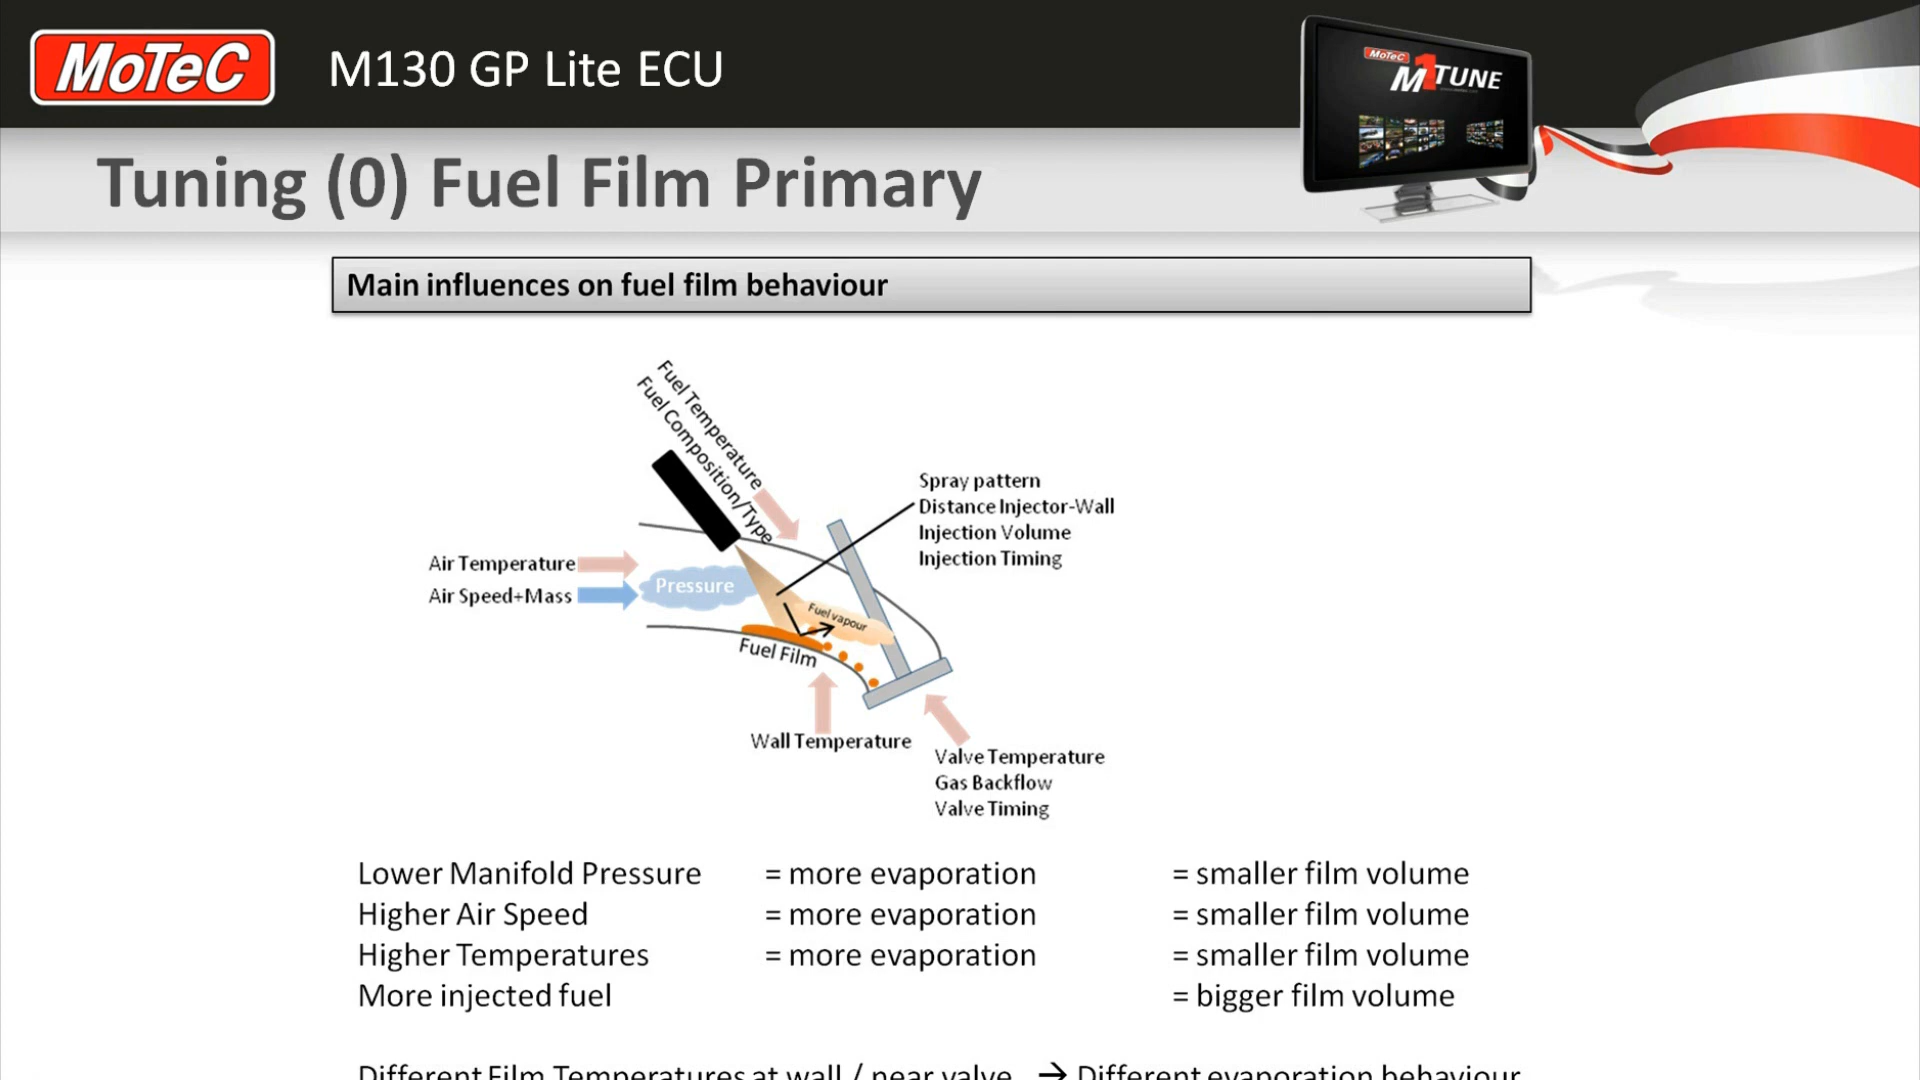 MoTeC
M130 GP Lite ECU
MoTeC
M1 TUNE
Tuning (0) Fuel Film Primary
Main influences on fuel film behaviour
Fuel Temperature
Fuel Composition/Type
Spray pattern
Distance Injector-Wall
Injection Volume
Injection Timing
Air Temperature
Air Speed+Mass
Pressure
Fuel vapour
Fuel Film
Wall Temperature
Valve Temperature
Gas Backflow
Valve Timing
Lower Manifold Pressure = more evaporation = smaller film volume
Higher Air Speed = more evaporation = smaller film volume
Higher Temperatures = more evaporation = smaller film volume
More injected fuel = bigger film volume
Different Film Temperatures at wall / near valve → Different evaporation behaviour